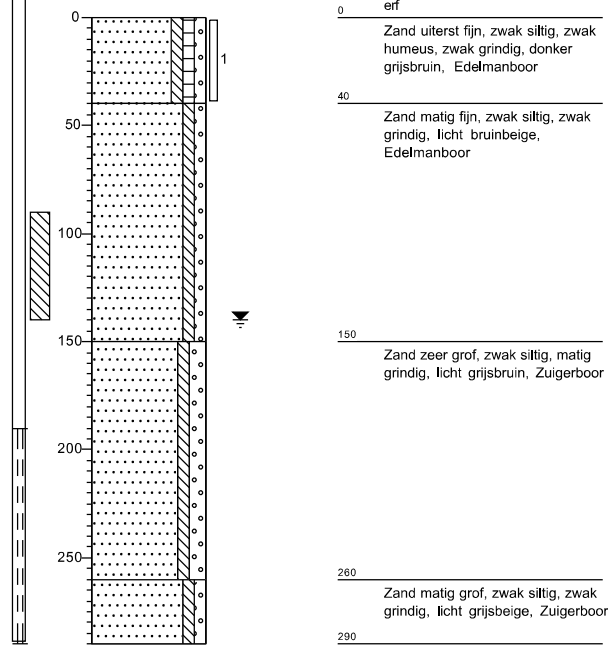 erf
0
0
Zand uiterst fijn, zwak siltig, zwak
humeus, zwak grindig, donker
grijsbruin, Edelmanboor
1
40
Zand matig fijn, zwak siltig, zwak
grindig, licht bruinbeige,
Edelmanboor
50
100
150
150
Zand zeer grof, zwak siltig, matig
grindig, licht grijsbruin, Zuigerboor
200
250
260
Zand matig grof, zwak siltig, zwak
grindig, licht grijsbeige, Zuigerboor
290